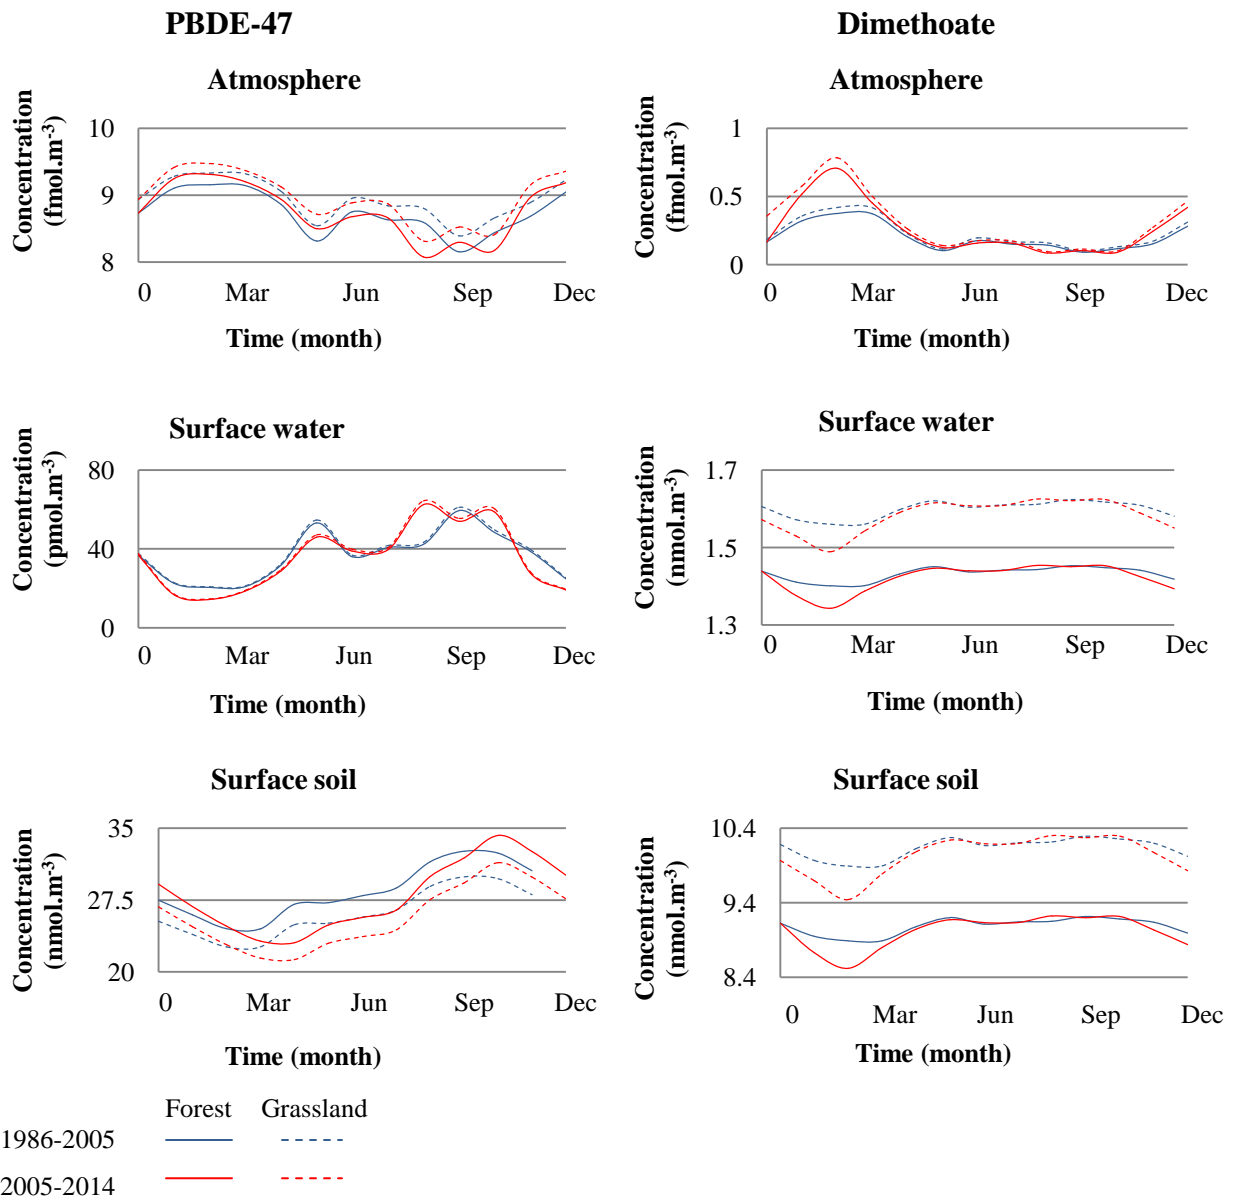 PBDE-47
Dimethoate
Atmosphere
Concentration
(fmol.m-3)
10
9
8
0 Mar Jun Sep Dec
Time (month)
Atmosphere
Concentration
(fmol.m-3)
1
0.5
0
0 Mar Jun Sep Dec
Time (month)
Surface water
Concentration
(pmol.m-3)
80
40
0
0 Mar Jun Sep Dec
Time (month)
Surface water
Concentration
(nmol.m-3)
1.7
1.5
1.3
0 Mar Jun Sep Dec
Time (month)
Surface soil
Concentration
(nmol.m-3)
35
27.5
20
0 Mar Jun Sep Dec
Time (month)
Surface soil
Concentration
(nmol.m-3)
10.4
9.4
8.4
0 Mar Jun Sep Dec
Time (month)
Forest Grassland
1986-2005
2005-2014